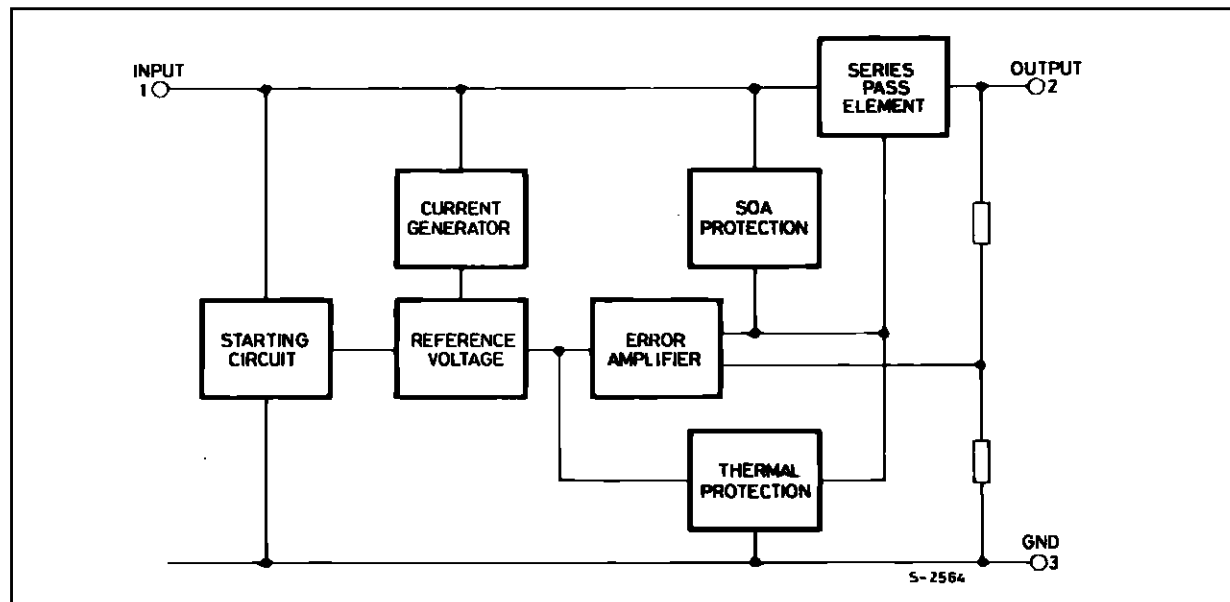 INPUT
1
SERIES
PASS
ELEMENT
OUTPUT
2
CURRENT
GENERATOR
SOA
PROTECTION
STARTING
CIRCUIT
REFERENCE
VOLTAGE
ERROR
AMPLIFIER
THERMAL
PROTECTION
GND
3
S-2564